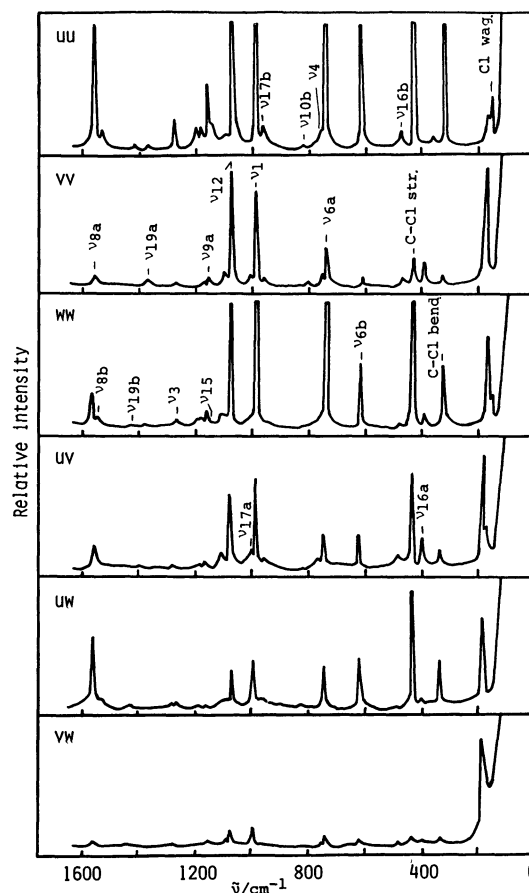 UU
ν17b
ν10b
ν4
ν16b
Cl wag.
VV
ν8a
ν19a
ν9a
ν12
ν1
ν6a
C-Cl str.
WW
ν8b
ν19b
ν3
ν15
ν6b
C-Cl bend
UV
ν17a
ν16a
UW
VW
Relative intensity
1600 1200 800 400
ṽ/cm⁻¹